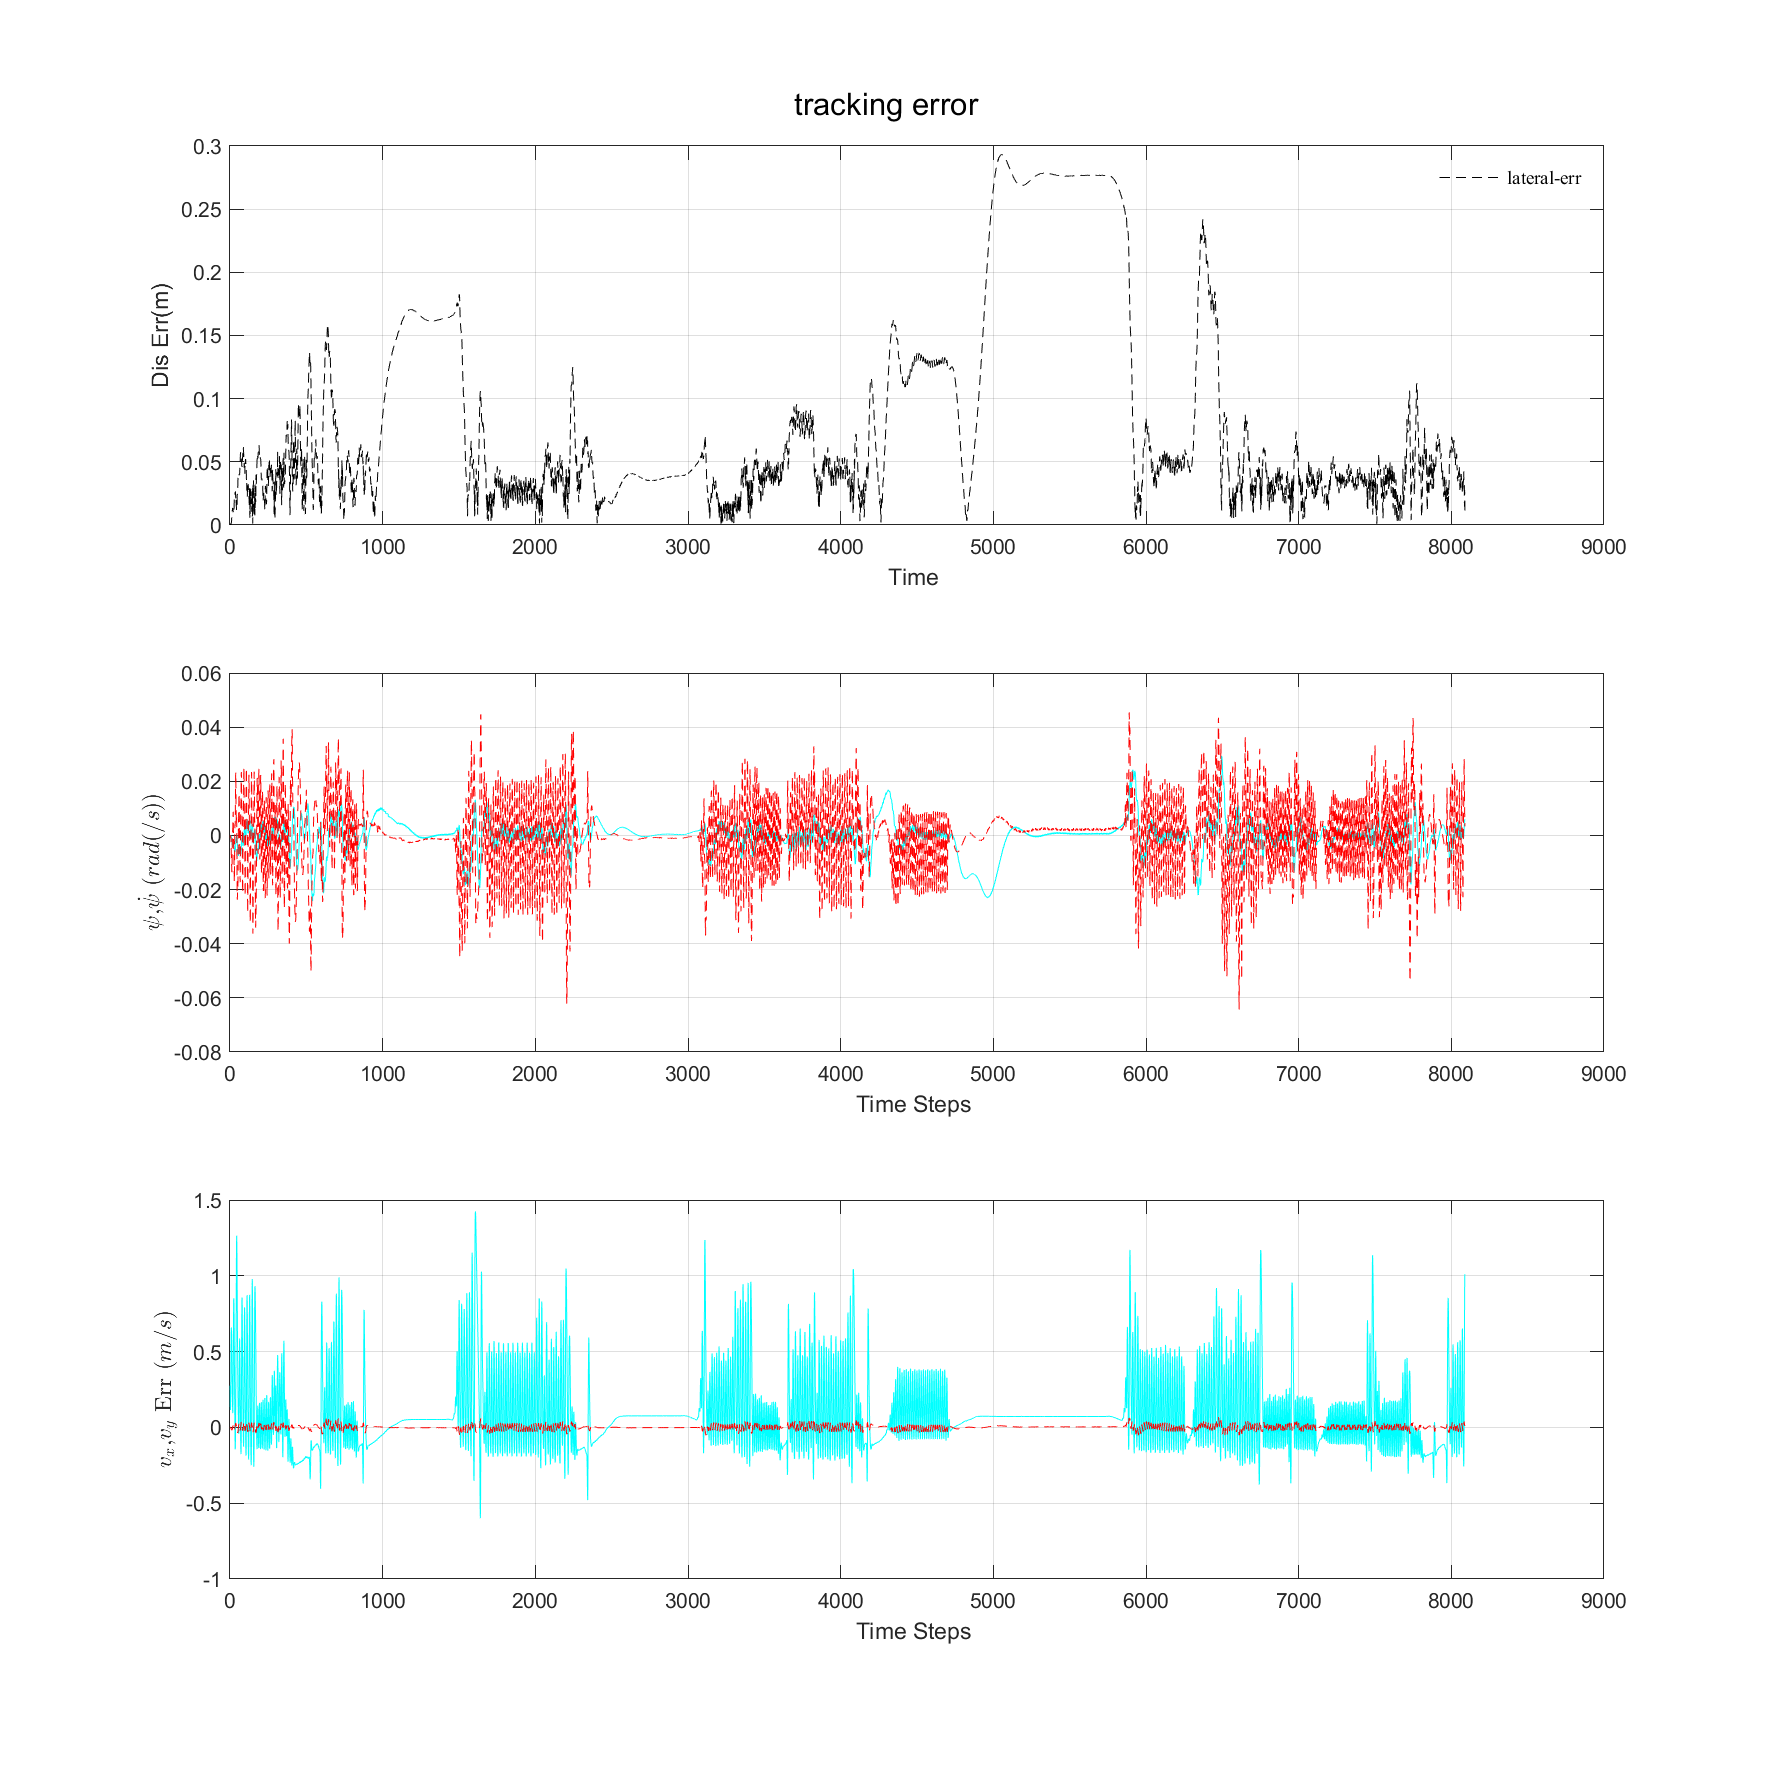 tracking error
0.3
0.25
0.2
0.15
0.1
0.05
0
Dis Err(m)
lateral-err
0 1000 2000 3000 4000 5000 6000 7000 8000 9000
Time
0.06
0.04
0.02
0
-0.02
-0.04
-0.06
-0.08
ψ,ψ̇ (rad(/s))
0 1000 2000 3000 4000 5000 6000 7000 8000 9000
Time Steps
1.5
1
0.5
0
-0.5
-1
vₓ,v_y Err (m/s)
0 1000 2000 3000 4000 5000 6000 7000 8000 9000
Time Steps